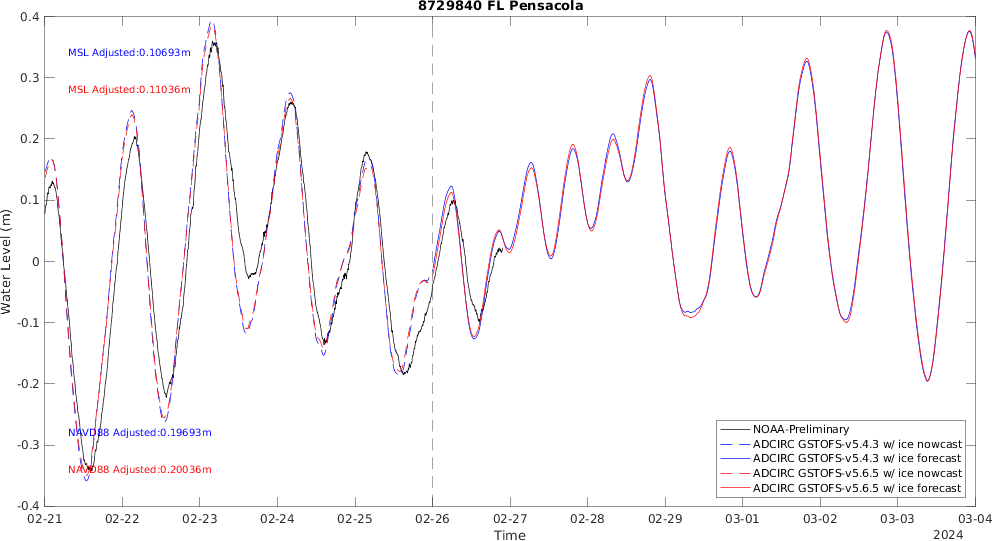 8729840 FL Pensacola
MSL Adjusted:0.10693m
MSL Adjusted:0.11036m
NAVD88 Adjusted:0.19693m
NAVD88 Adjusted:0.20036m
Water Level (m)
0.4
0.3
0.2
0.1
0
-0.1
-0.2
-0.3
-0.4
NOAA-Preliminary
ADCIRC GSTOFS-v5.4.3 w/ ice nowcast
ADCIRC GSTOFS-v5.4.3 w/ ice forecast
ADCIRC GSTOFS-v5.6.5 w/ ice nowcast
ADCIRC GSTOFS-v5.6.5 w/ ice forecast
02-21 02-22 02-23 02-24 02-25 02-26 02-27 02-28 02-29 03-01 03-02 03-03 03-04
Time
2024